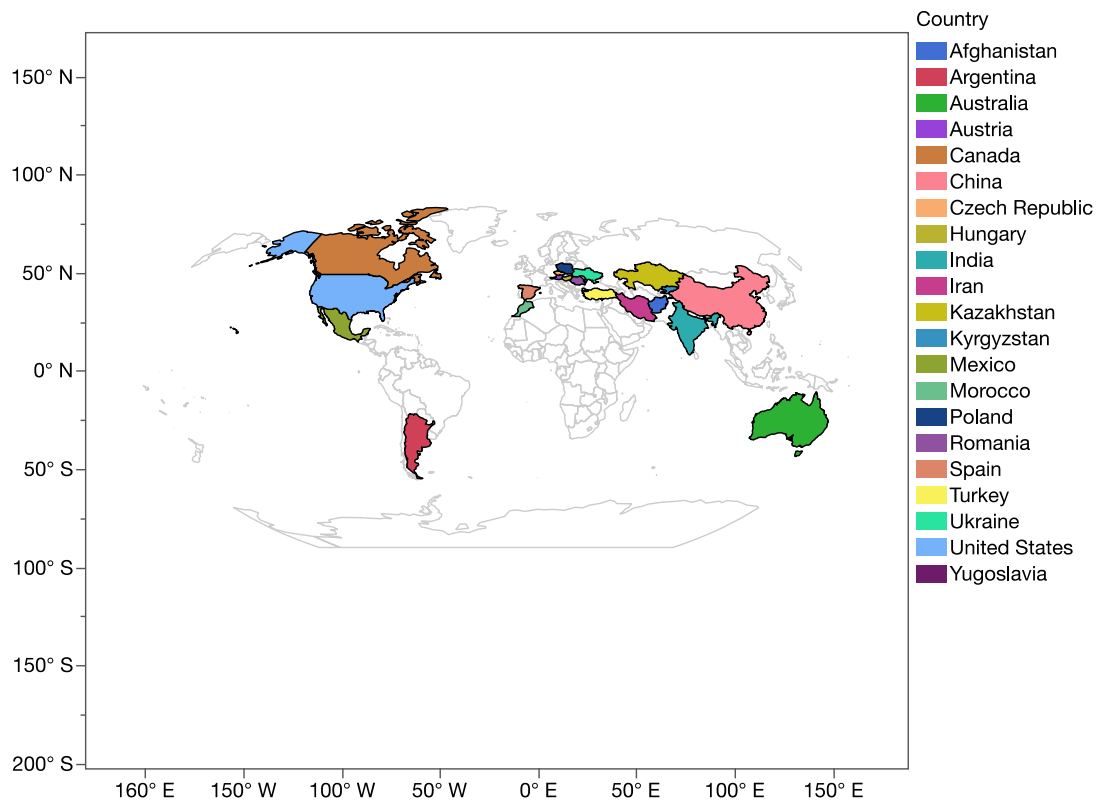 Country
Afghanistan
Argentina
Australia
Austria
Canada
China
Czech Republic
Hungary
India
Iran
Kazakhstan
Kyrgyzstan
Mexico
Morocco
Poland
Romania
Spain
Turkey
Ukraine
United States
Yugoslavia
150° N
100° N
50° N
0° N
50° S
100° S
150° S
200° S
160° E
150° W
100° W
50° W
0° E
50° E
100° E
150° E